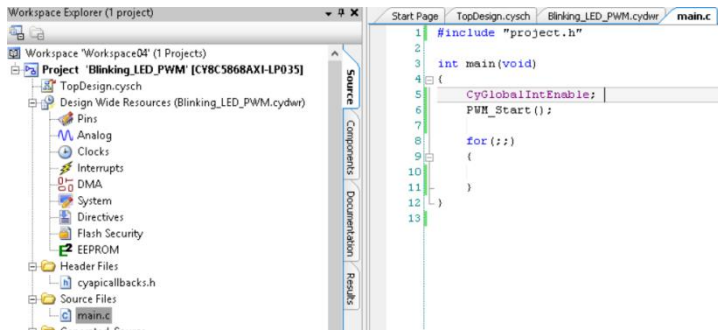 Workspace Explorer (1 project)
Workspace 'Workspace04' (1 Projects)
Project 'Blinking_LED_PWM' [CY8C5868AXI-LP035]
TopDesign.cysch
Design Wide Resources (Blinking_LED_PWM.cydwr)
Pins
Analog
Clocks
Interrupts
DMA
System
Directives
Flash Security
EEPROM
Header Files
cyapicallbacks.h
Source Files
main.c
Source
Components
Documentation
Results
Start Page TopDesign.cysch Blinking_LED_PWM.cydwr main.c
1 #include "project.h"
2
3 int main(void)
4 {
5 CyGlobalIntEnable;
6 PWM_Start();
7
8 for(;;)
9 {
10
11 }
12 }
13